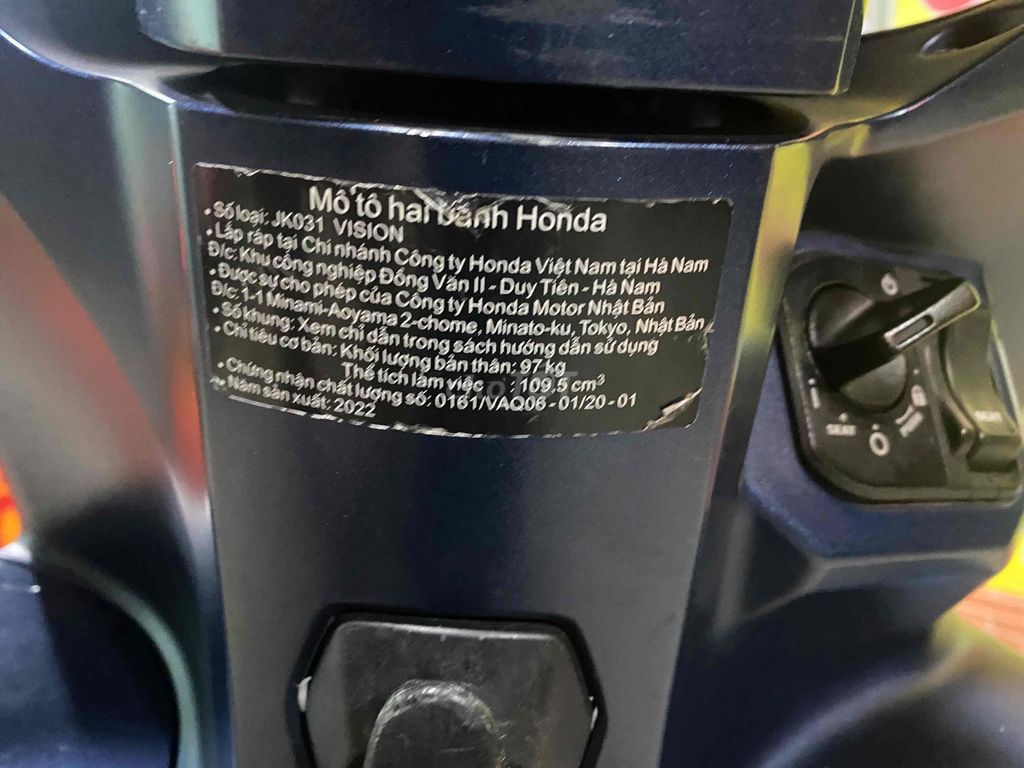 Mô tô hai bánh Honda
• Số loại: JK031 VISION
• Lắp ráp tại Chi nhánh Công ty Honda Việt Nam tại Hà Nam
Đ/c: Khu công nghiệp Đồng Văn II - Duy Tiên - Hà Nam
• Được sự cho phép của Công ty Honda Motor Nhật Bản
Đ/c: 1-1 Minami-Aoyama 2-chome, Minato-ku, Tokyo, Nhật Bản
• Số khung: Xem chỉ dẫn trong sách hướng dẫn sử dụng
• Chỉ tiêu cơ bản: Khối lượng bản thân: 97 kg
Thể tích làm việc : 109.5 cm³
• Chứng nhận chất lượng số: 0161/VAQ06 - 01/20 - 01
• Năm sản xuất: 2022
SEAT
PUSH
SEAT